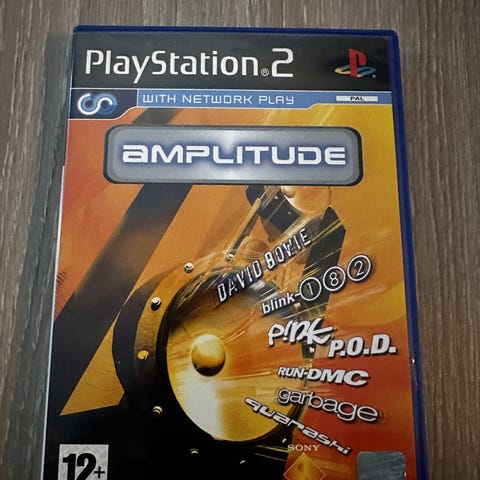 PlayStation®2
WITH NETWORK PLAY
PAL
AMPLITUDE
DAVID BOWIE
blink-182
P!NK
P.O.D.
RUN-DMC
garbage
quarashi
SONY
12+